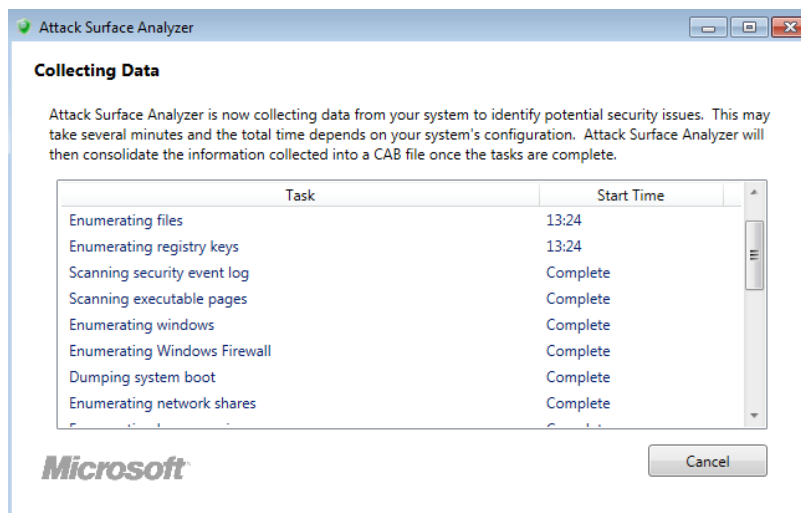 Attack Surface Analyzer
Collecting Data
Attack Surface Analyzer is now collecting data from your system to identify potential security issues. This may
take several minutes and the total time depends on your system's configuration. Attack Surface Analyzer will
then consolidate the information collected into a CAB file once the tasks are complete.
Task Start Time
Enumerating files 13:24
Enumerating registry keys 13:24
Scanning security event log Complete
Scanning executable pages Complete
Enumerating windows Complete
Enumerating Windows Firewall Complete
Dumping system boot Complete
Enumerating network shares Complete
Microsoft
Cancel